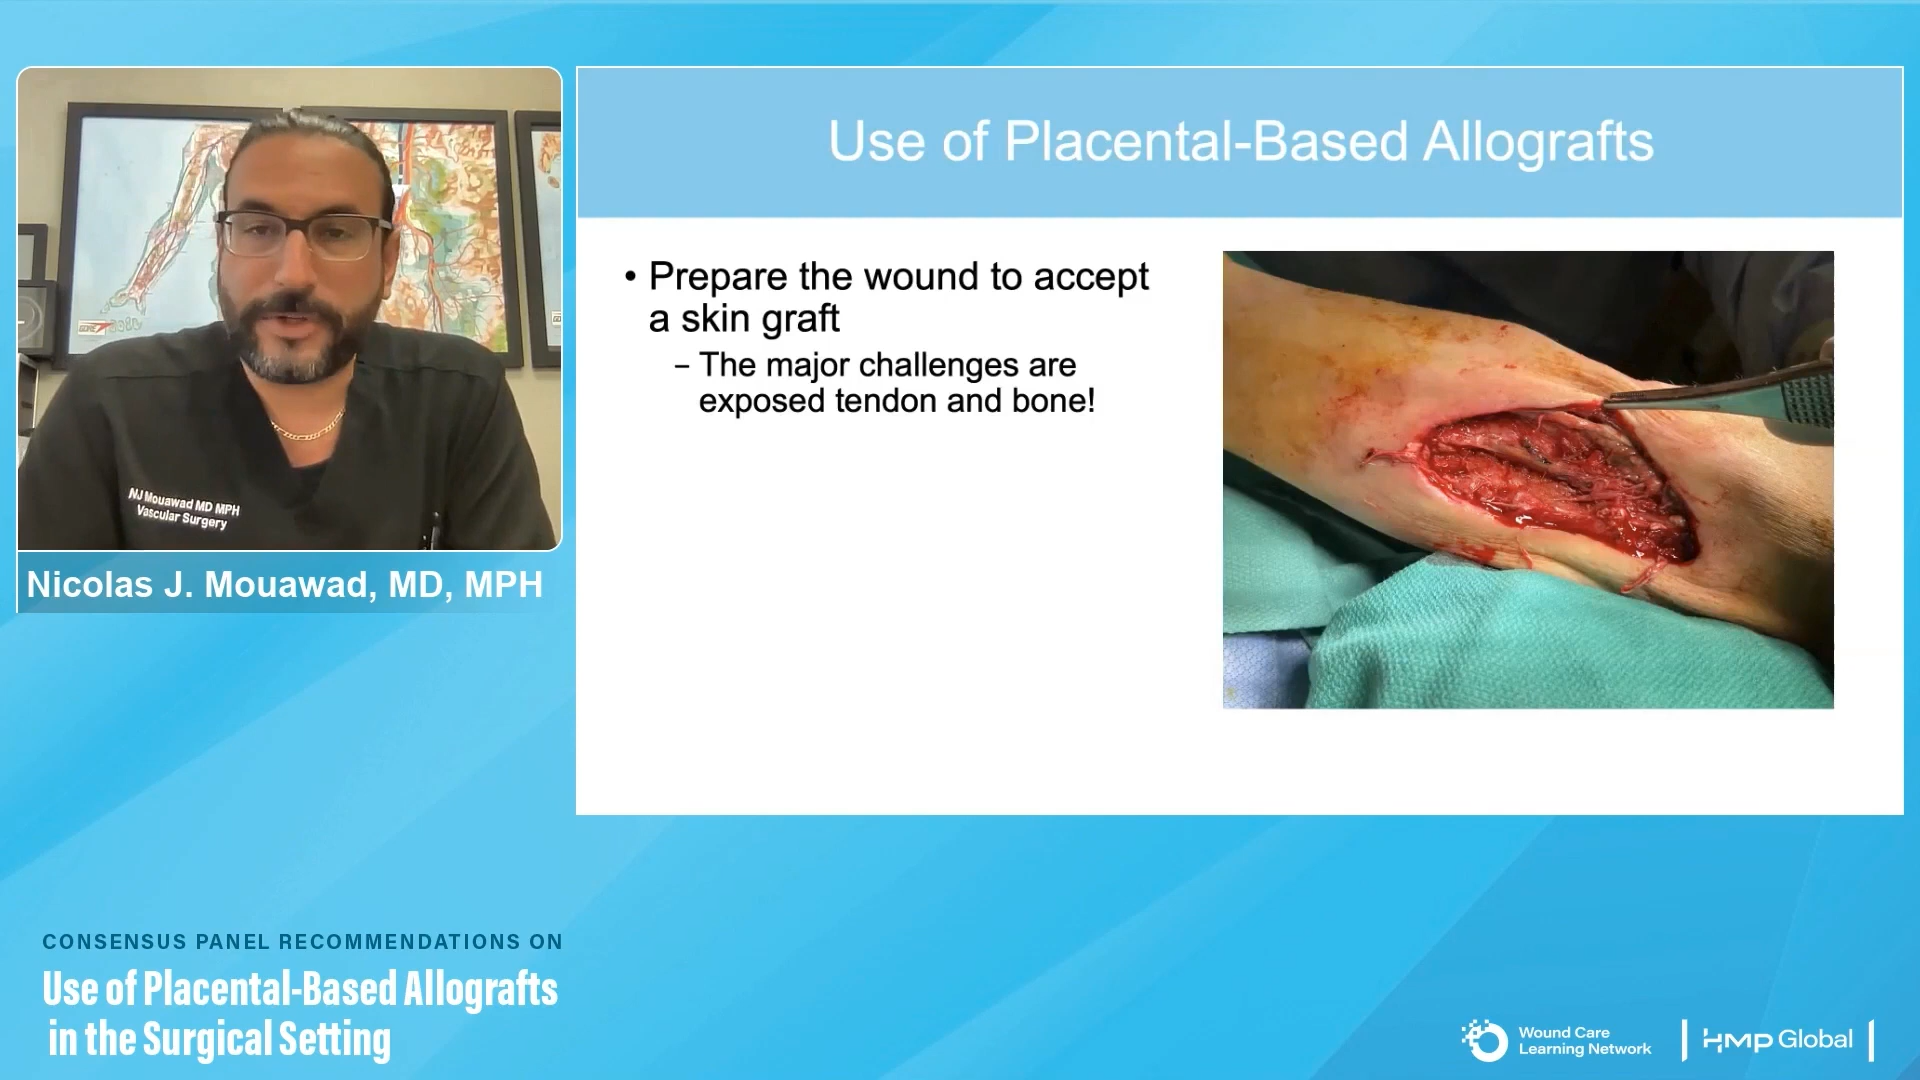 Use of Placental-Based Allografts
• Prepare the wound to accept
a skin graft
– The major challenges are
exposed tendon and bone!
GORE
NJ Mouawad MD MPH
Vascular Surgery
Nicolas J. Mouawad, MD, MPH
CONSENSUS PANEL RECOMMENDATIONS ON
Use of Placental-Based Allografts
in the Surgical Setting
Wound Care
Learning Network
HMP Global